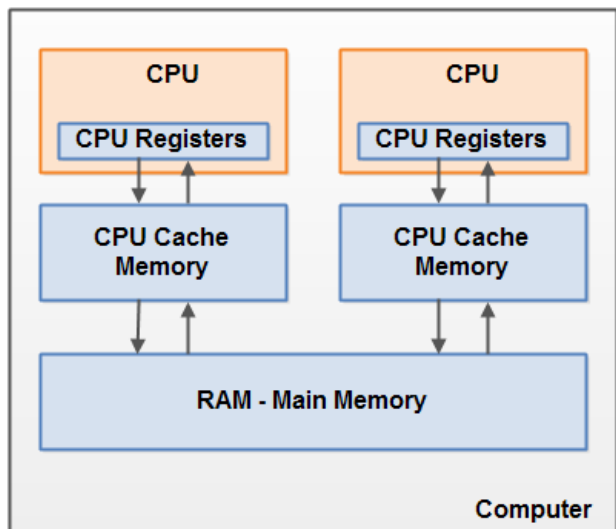 CPU
CPU
CPU Registers
CPU Registers
CPU Cache
Memory
CPU Cache
Memory
RAM - Main Memory
Computer